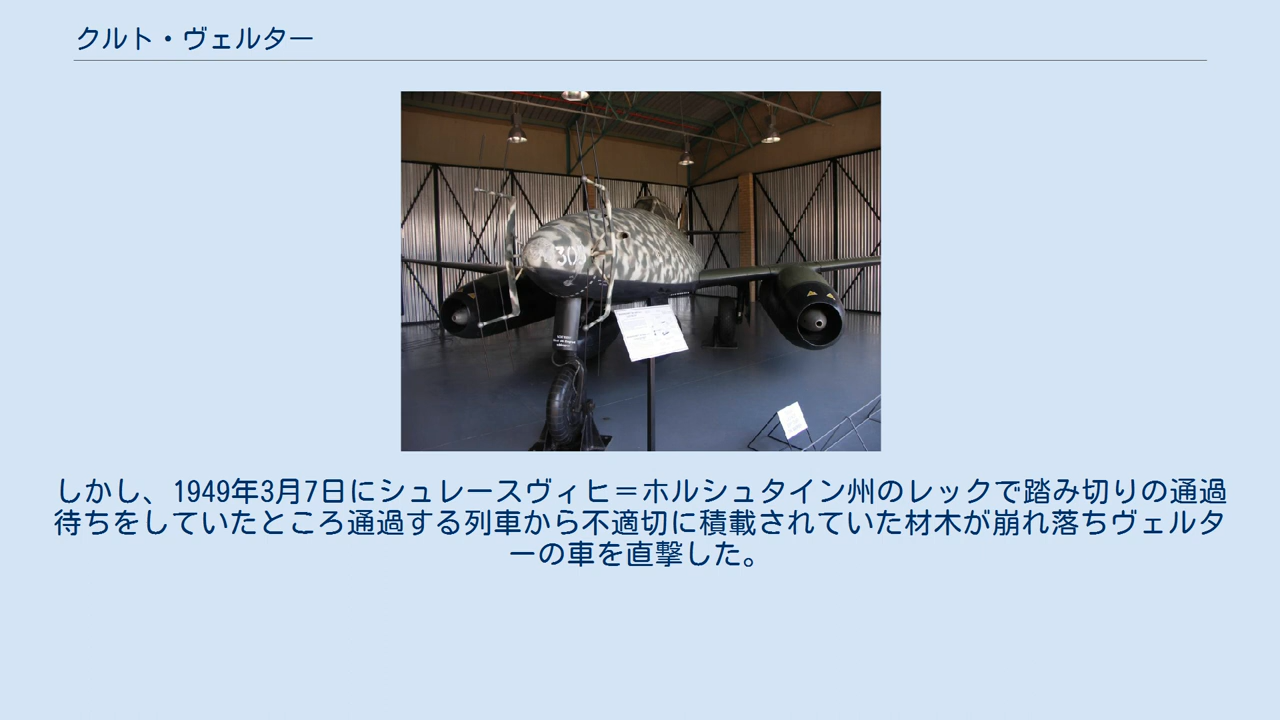 クルト・ヴェルター
30
しかし、1949年3月7日にシュレースヴィヒ＝ホルシュタイン州のレックで踏み切りの通過
待ちをしていたところ通過する列車から不適切に積載されていた材木が崩れ落ちヴェルタ
ーの車を直撃した。